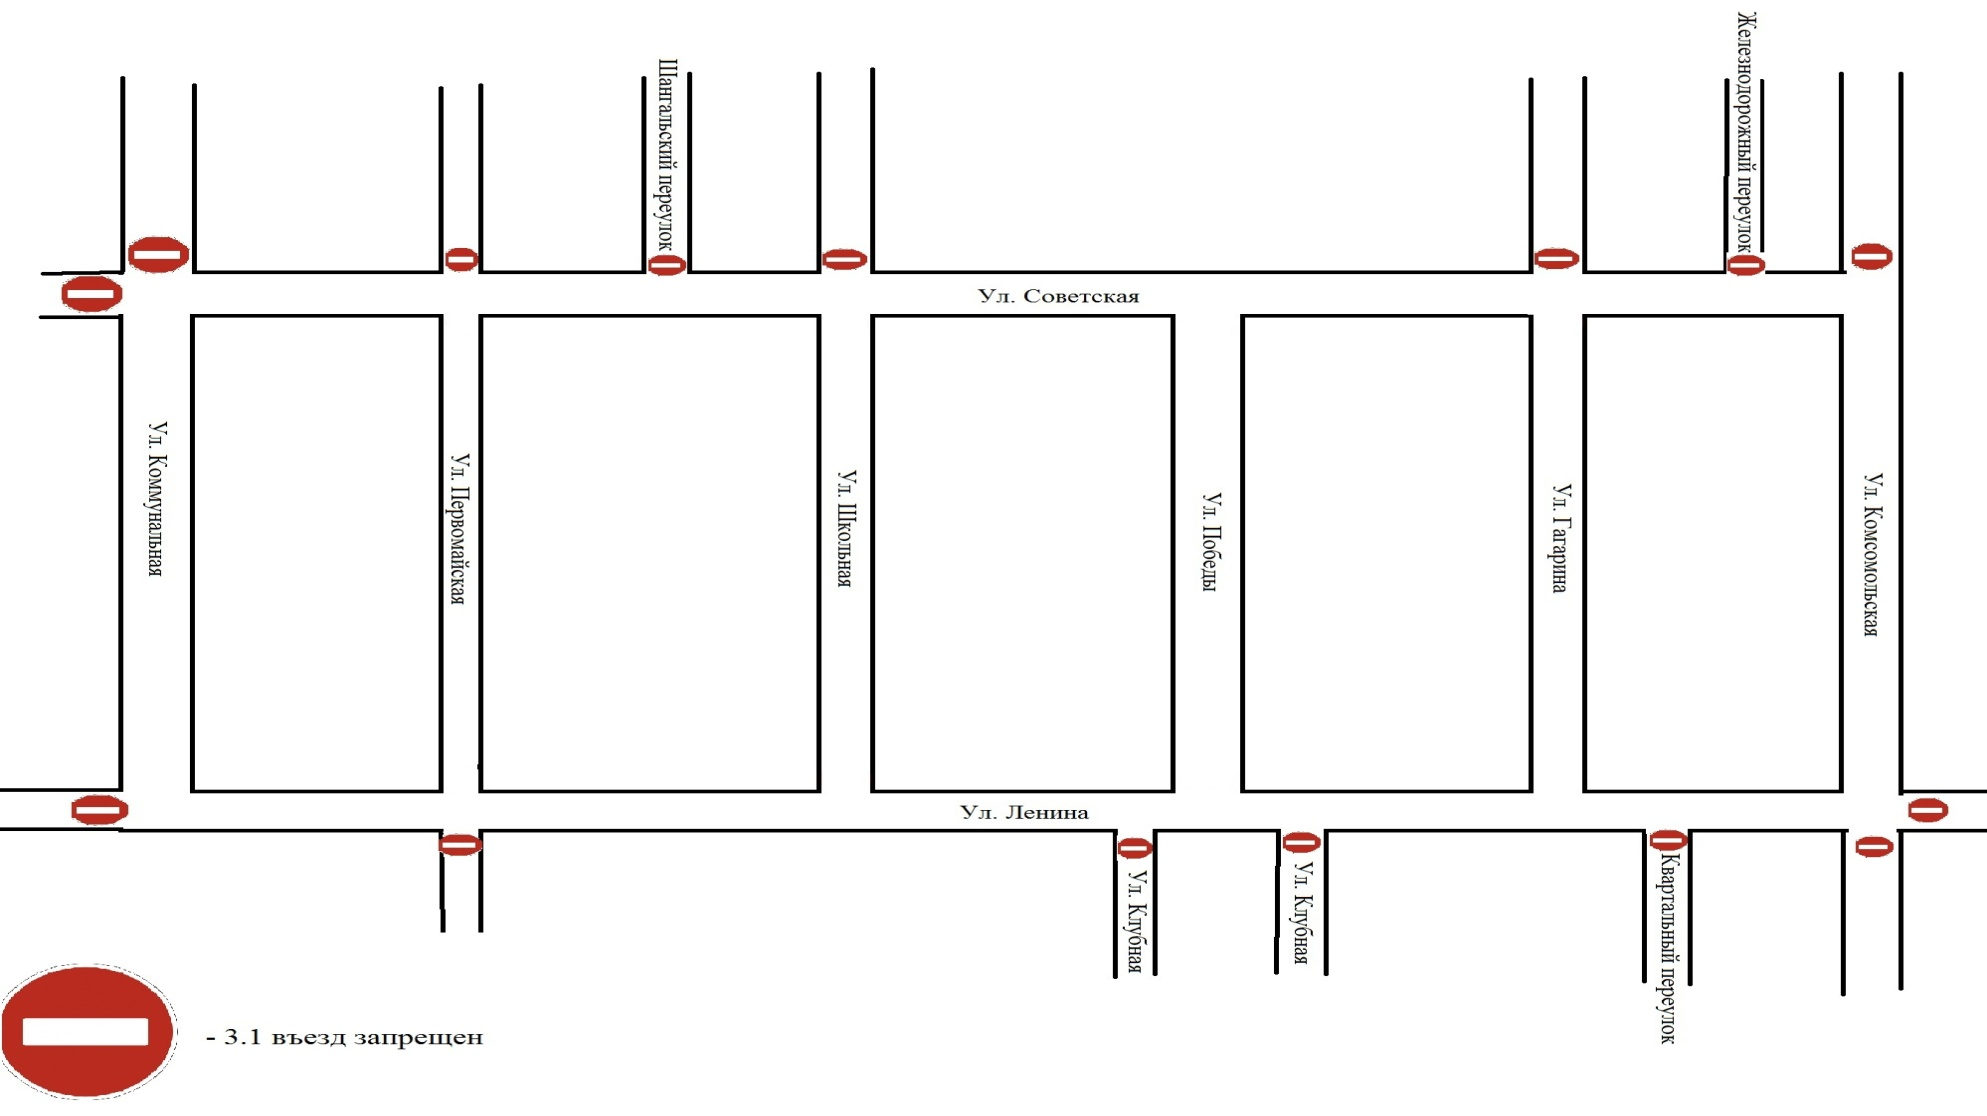 Шангальский переулок
Железнодорожный переулок
Ул. Советская
Ул. Коммунальная
Ул. Первомайская
Ул. Школьная
Ул. Победы
Ул. Гагарина
Ул. Комсомольская
Ул. Ленина
Ул. Клубная
Ул. Клубная
Квартальный переулок
- 3.1 въезд запрещен